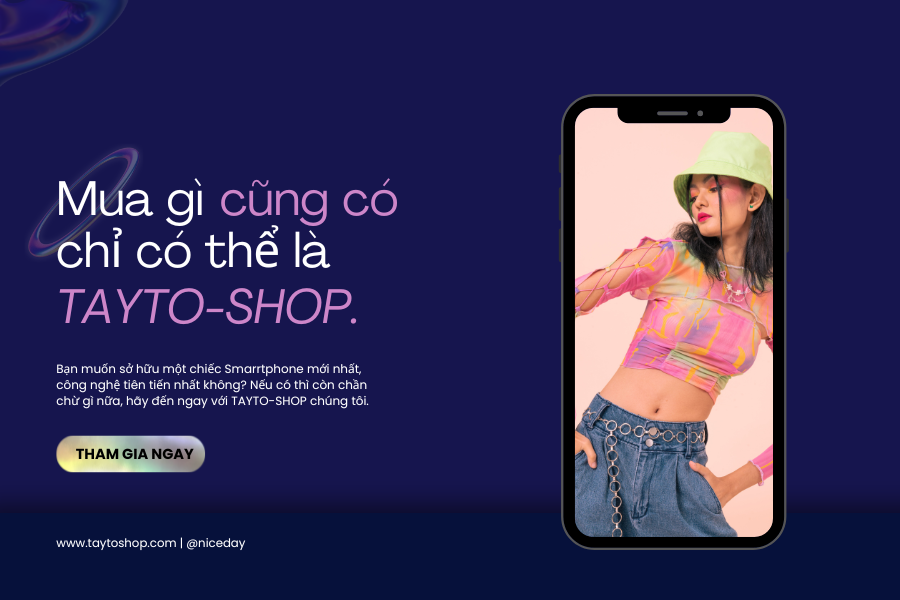 Mua gì cũng có
chỉ có thể là
TAYTO-SHOP.
Bạn muốn sở hữu một chiếc Smarrtphone mới nhất,
công nghệ tiên tiến nhất không? Nếu có thì còn chần
chừ gì nữa, hãy đến ngay với TAYTO-SHOP chúng tôi.
THAM GIA NGAY
www.taytoshop.com | @niceday